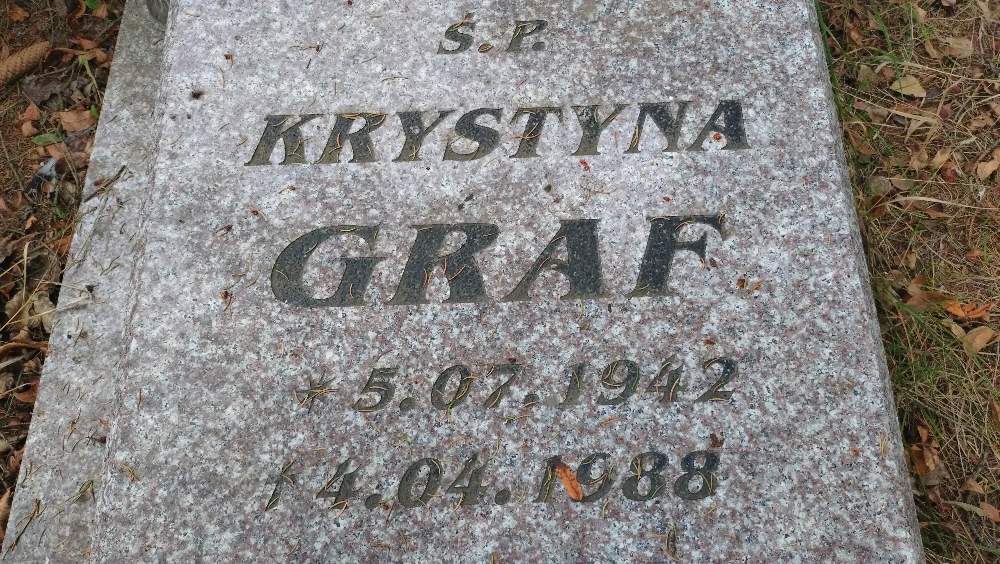 Ś.P.
KRYSTYNA
GRAF
* 5.07.1942
† 4.04.1988